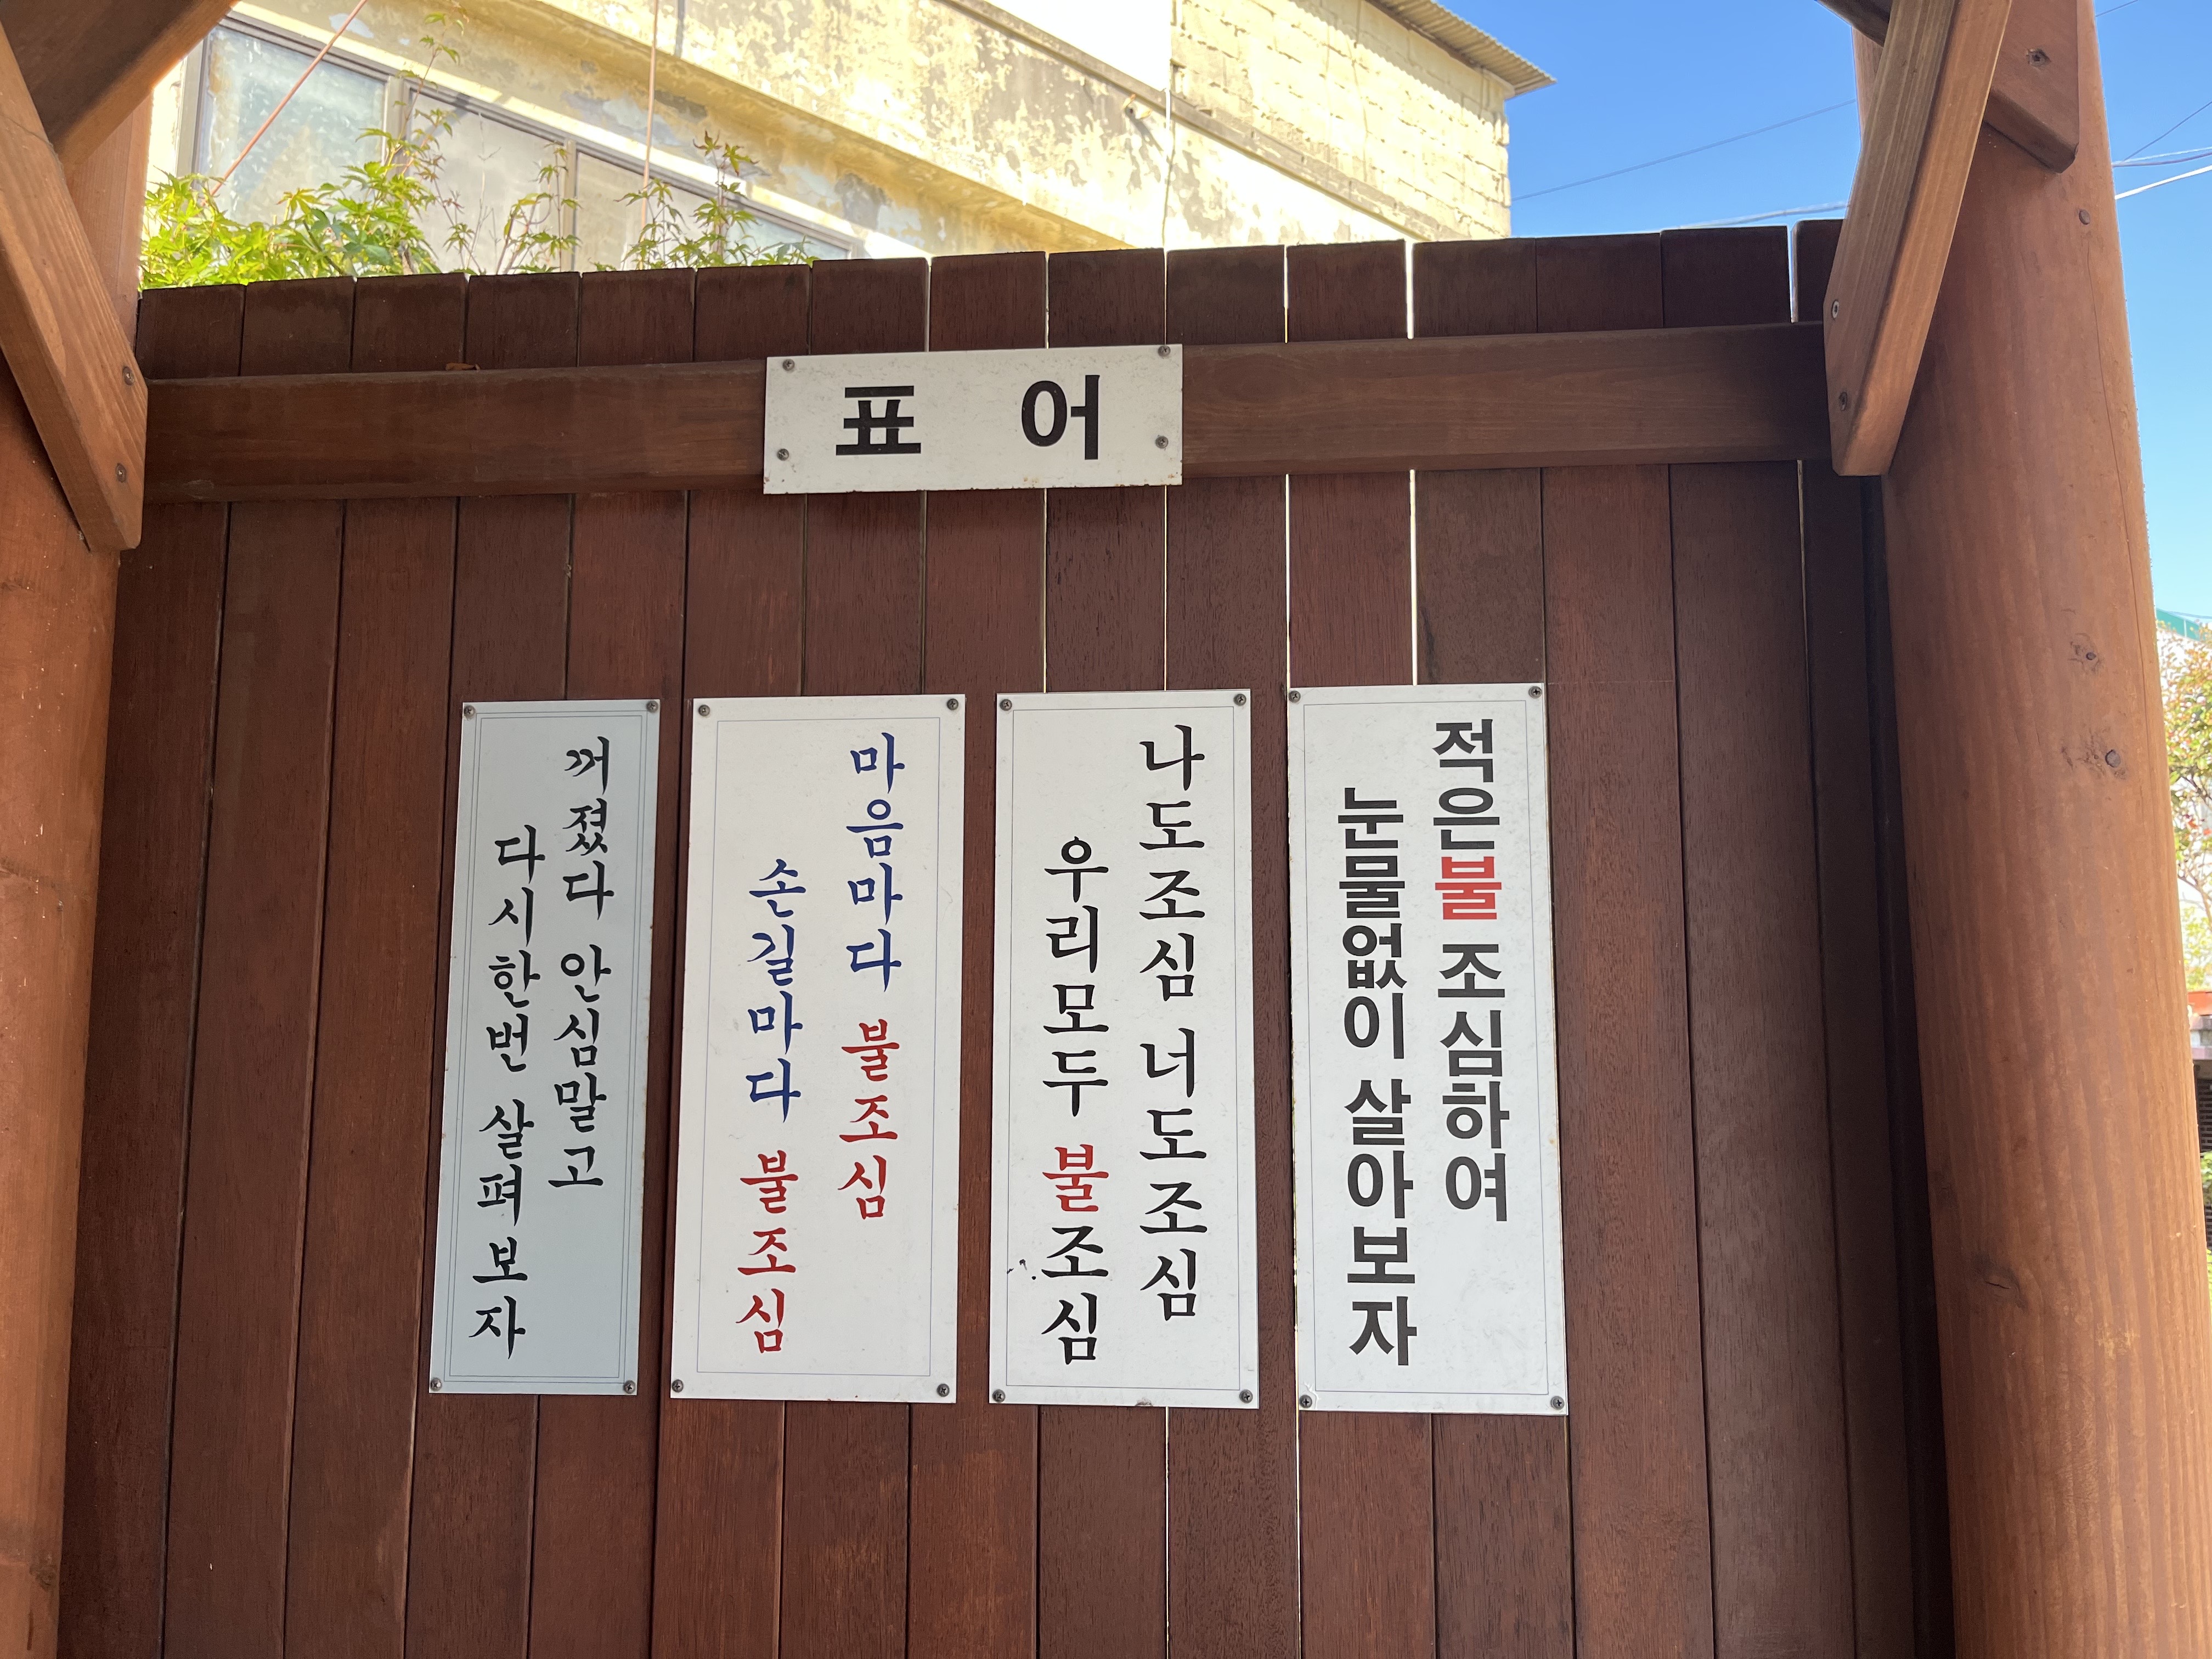 표 어
적은불 조심하여
눈물없이 살아보자
나도조심 너도조심
우리모두 불조심
마음마다 불조심
손길마다 불조심
꺼졌다 안심말고
다시한번 살펴보자